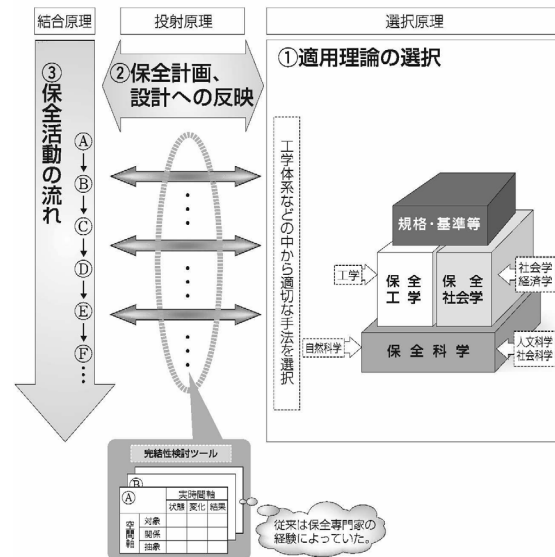 結合原理
投射原理
選択原理
③保全活動の流れ
Ⓐ
Ⓑ
Ⓒ
Ⓓ
Ⓔ
Ⓕ
②保全計画、
設計への反映
①適用理論の選択
工学体系などの中から適切な手法を選択
規格・基準等
工学
保全
工学
保全
社会学
社会学
経済学
自然科学
保全科学
人文科学
社会科学
完結性検討ツール
Ⓑ
Ⓐ
実時間軸
状態 変化 結果
空間軸
対象
関係
抽象
従来は保全専門家の
経験によっていた。